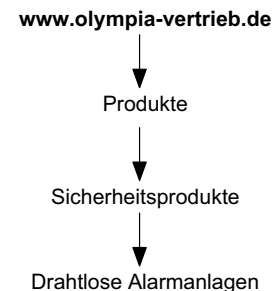 www.olympia-vertrieb.de
Produkte
Sicherheitsprodukte
Drahtlose Alarmanlagen